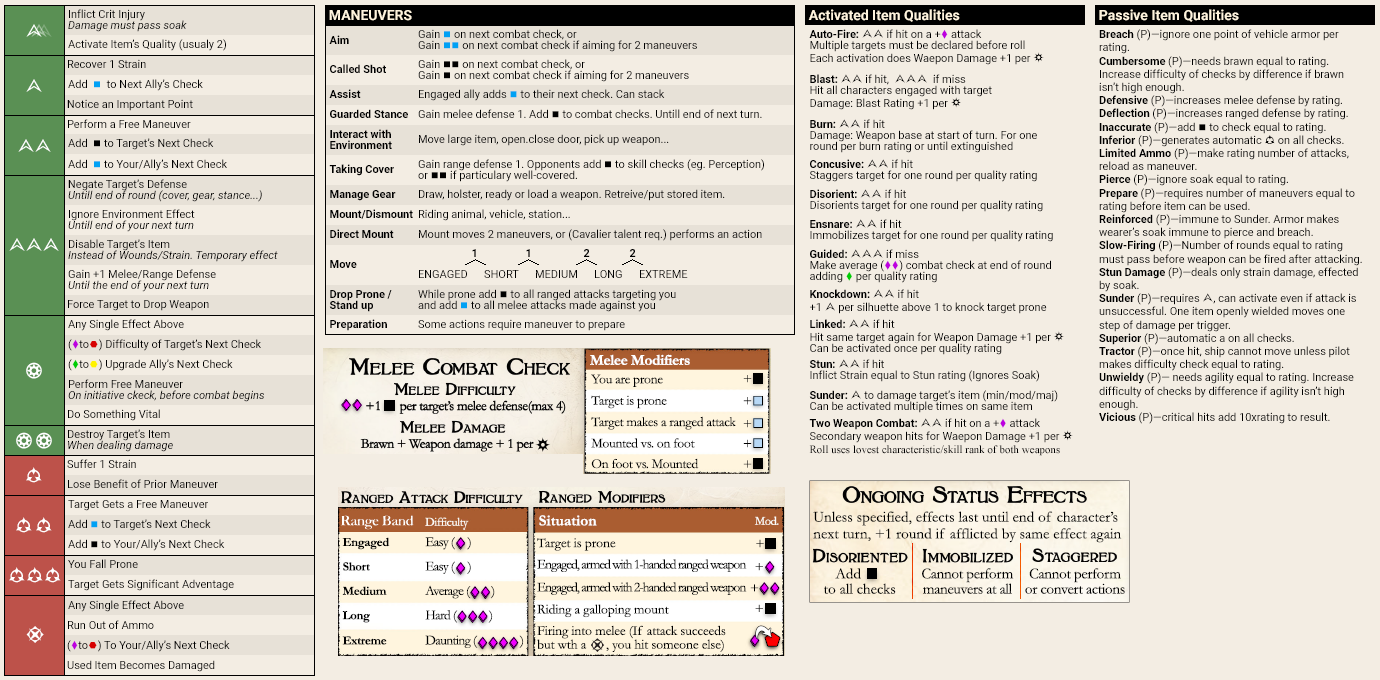 Inflict Crit Injury
Damage must pass soak
Activate Item's Quality (usualy 2)
Recover 1 Strain
Add to Next Ally's Check
Notice an Important Point
Perform a Free Maneuver
Add to Target's Next Check
Add to Your/Ally's Next Check
Negate Target's Defense
Untill end of round (cover, gear, stance...)
Ignore Environment Effect
Until end of your next turn
Disable Target's Item
Instead of Wounds/Strain. Temporary effect
Gain +1 Melee/Range Defense
Until the end of your next turn
Force Target to Drop Weapon
Any Single Effect Above
(to) Difficulty of Target's Next Check
(to) Upgrade Ally's Next Check
Perform Free Maneuver
On initiative ckeck, before combat begins
Do Something Vital
Destroy Target's Item
When dealing damage
Suffer 1 Strain
Lose Benefit of Prior Maneuver
Target Gets a Free Maneuver
Add to Target's Next Check
Add to Your/Ally's Next Check
You Fall Prone
Target Gets Significant Advantage
Any Single Effect Above
Run Out of Ammo
(to) To Your/Ally's Next Check
Used Item Becomes Damaged
MANEUVERS
Aim
Gain on next combat check, or
Gain on next combat check if aiming for 2 maneuvers
Called Shot
Gain on next combat check, or
Gain on next combat check if aiming for 2 maneuvers
Assist
Engaged ally adds to their next check. Can stack
Guarded Stance
Gain melee defense 1. Add to combat checks. Untill end of next turn.
Interact with
Environment
Move large item, open.close door, pick up weapon...
Taking Cover
Gain range defense 1. Opponents add to skill checks (eg. Perception)
or if particulary well-covered.
Manage Gear
Draw, holster, ready or load a weapon. Retreive/put stored item.
Mount/Dismount
Riding animal, vehicle, station...
Direct Mount
Mount moves 2 maneuvers, or (Cavalier talent req.) performs an action
Move
1 1 2 2
ENGAGED SHORT MEDIUM LONG EXTREME
Drop Prone /
Stand up
While prone add to all ranged attacks targeting you
and add to all melee attacks made against you
Preparation
Some actions require maneuver to prepare
MELEE COMBAT CHECK
MELEE DIFFICULTY
+1 per target's melee defense(max 4)
MELEE DAMAGE
Brawn + Weapon damage + 1 per
Melee Modifiers
You are prone +
Target is prone +
Target makes a ranged attack +
Mounted vs. on foot +
On foot vs. Mounted +
RANGED ATTACK DIFFICULTY
Range Band Difficulty
Engaged Easy ()
Short Easy ()
Medium Average ()
Long Hard ()
Extreme Daunting ()
RANGED MODIFIERS
Situation Mod.
Target is prone +
Engaged, armed with 1-handed ranged weapon +
Engaged, armed with 2-handed ranged weapon +
Riding a galloping mount +
Firing into melee (If attack succeeds
but wth a , you hit someone else)
Activated Item Qualities
Auto-Fire: if hit on a + attack
Multiple targets must be declared before roll
Each activation does Waepon Damage +1 per
Blast: if hit, if miss
Hit all characters engaged with target
Damage: Blast Rating +1 per
Burn: if hit
Damage: Weapon base at start of turn. For one
round per burn rating or until extinguished
Concusive: if hit
Staggers target for one round per quality rating
Disorient: if hit
Disorients target for one round per quality rating
Ensnare: if hit
Immobilizes target for one round per quality rating
Guided: if miss
Make average () combat check at end of round
adding per quality rating
Knockdown: if hit
+1 per silhuette above 1 to knock target prone
Linked: if hit
Hit same target again for Weapon Damage +1 per
Can be activated once per quality rating
Stun: if hit
Inflict Strain equal to Stun rating (Ignores Soak)
Sunder: to damage target's item (min/mod/maj)
Can be activated multiple times on same item
Two Weapon Combat: if hit on a + attack
Secondary weapon hits for Waepon Damage +1 per
Roll uses lovest characteristic/skill rank of both weapons
Passive Item Qualities
Breach (P)—ignore one point of vehicle armor per
rating.
Cumbersome (P)—needs brawn equal to rating.
Increase difficulty of checks by difference if brawn
isn't high enough.
Defensive (P)—increases melee defense by rating.
Deflection (P)—increases ranged defense by rating.
Inaccurate (P)—add to check equal to rating.
Inferior (P)—generates automatic on all checks.
Limited Ammo (P)—make rating number of attacks,
reload as maneuver.
Pierce (P)—ignore soak equal to rating.
Prepare (P)—requires number of maneuvers equal to
rating before item can be used.
Reinforced (P)—immune to Sunder. Armor makes
wearer's soak immune to pierce and breach.
Slow-Firing (P)—Number of rounds equal to rating
must pass before weapon can be fired after attacking.
Stun Damage (P)—deals only strain damage, effected
by soak.
Sunder (P)—requires , can activate even if attack is
unsuccessful. One item openly wielded moves one
step of damage per trigger.
Superior (P)—automatic a on all checks.
Tractor (P)—once hit, ship cannot move unless pilot
makes difficulty check equal to rating.
Unwieldy (P)— needs agility equal to rating. Increase
difficulty of checks by difference if agility isn't high
enough.
Vicious (P)—critical hits add 10xrating to result.
ONGOING STATUS EFFECTS
Unless specified, effects last until end of character's
next turn, +1 round if afflicted by same effect again
DISORIENTED
Add
to all checks
IMMOBILIZED
Cannot perform
maneuvers at all
STAGGERED
Cannot perform
or convert actions